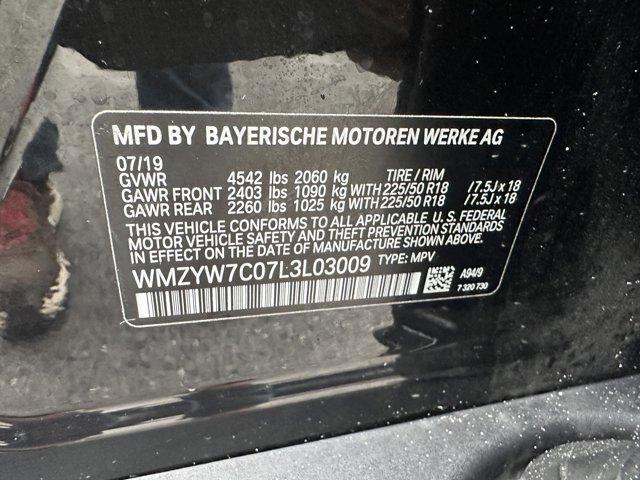 MFD BY BAYERISCHE MOTOREN WERKE AG
07/19
GVWR 4542 lbs 2060 kg TIRE / RIM
GAWR FRONT 2403 lbs 1090 kg WITH 225/50 R18 /7.5J x 18
GAWR REAR 2260 lbs 1025 kg WITH 225/50 R18 /7.5J x 18
THIS VEHICLE CONFORMS TO ALL APPLICABLE U. S. FEDERAL
MOTOR VEHICLE SAFETY AND THEFT PREVENTION STANDARDS
IN EFFECT ON THE DATE OF MANUFACTURE SHOWN ABOVE.
WMZYW7C07L3L03009 TYPE: MPV
A94/9
7 320 730